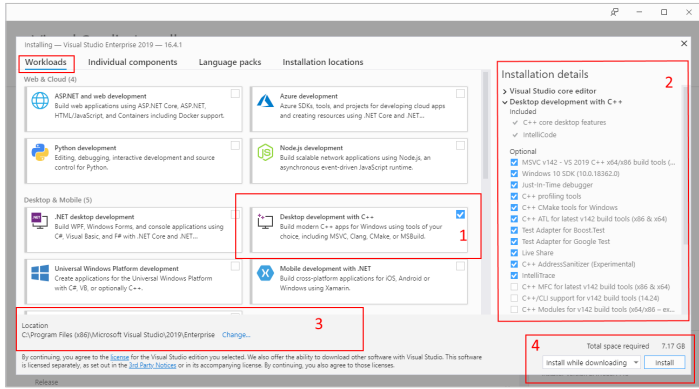 Installing — Visual Studio Enterprise 2019 — 16.4.1
Workloads Individual components Language packs Installation locations
Web & Cloud (4)
ASP.NET and web development
Build web applications using ASP.NET Core, ASP.NET,
HTML/JavaScript, and Containers including Docker support.
Azure development
Azure SDKs, tools, and projects for developing cloud apps
and creating resources using .NET Core and .NET...
Python development
Editing, debugging, interactive development and source
control for Python.
Node.js development
Build scalable network applications using Node.js, an
asynchronous event-driven JavaScript runtime.
Desktop & Mobile (5)
.NET desktop development
Build WPF, Windows Forms, and console applications using
C#, Visual Basic, and F# with .NET Core and .NET...
Desktop development with C++
Build modern C++ apps for Windows using tools of your
choice, including MSVC, Clang, CMake, or MSBuild.
1
Universal Windows Platform development
Create applications for the Universal Windows Platform
with C#, VB, or optionally C++.
Mobile development with .NET
Build cross-platform applications for iOS, Android or
Windows using Xamarin.
Installation details
2
Visual Studio core editor
Desktop development with C++
Included
C++ core desktop features
IntelliCode
Optional
MSVC v142 - VS 2019 C++ x64/x86 build tools (...
Windows 10 SDK (10.0.18362.0)
Just-In-Time debugger
C++ profiling tools
C++ CMake tools for Windows
C++ ATL for latest v142 build tools (x86 & x64)
Test Adapter for Boost.Test
Test Adapter for Google Test
Live Share
C++ AddressSanitizer (Experimental)
IntelliTrace
C++ MFC for latest v142 build tools (x86 & x64)
C++/CLI support for v142 build tools (14.24)
C++ Modules for v142 build tools (x64/x86 – ex...
Location
3
C:\Program Files (x86)\Microsoft Visual Studio\2019\Enterprise Change...
By continuing, you agree to the license for the Visual Studio edition you selected. We also offer the ability to download other software with Visual Studio. This software
is licensed separately, as set out in the 3rd Party Notices or in its accompanying license. By continuing, you also agree to those licenses.
4
Total space required 7.17 GB
Install while downloading Install
Release